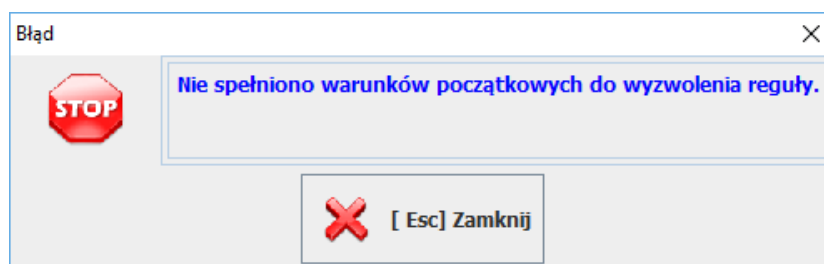 Błąd
STOP
Nie spełniono warunków początkowych do wyzwolenia reguły.
[ Esc] Zamknij